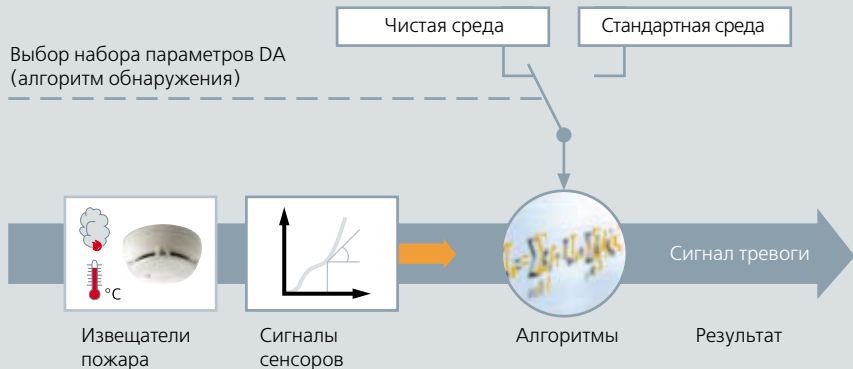 Чистая среда
Стандартная среда
Выбор набора параметров DA
(алгоритм обнаружения)
°C
Сигнал тревоги
Извещатели
пожара
Сигналы
сенсоров
Алгоритмы
Результат